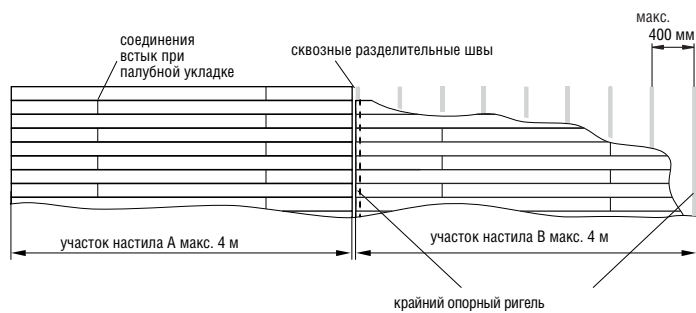 макс.
400 мм
соединения
встык при
палубной укладке
сквозные разделительные швы
участок настила А макс. 4 м
участок настила В макс. 4 м
крайний опорный ригель